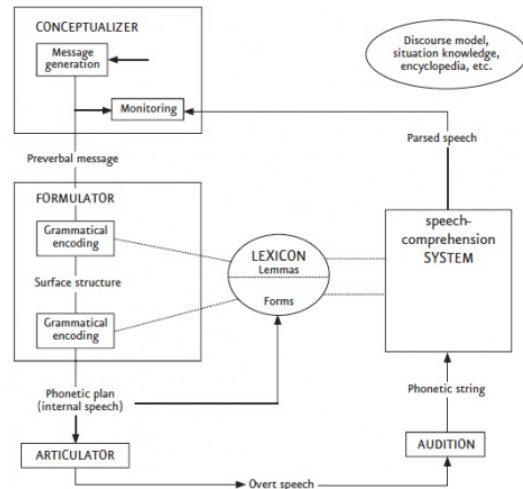 CONCEPTUALIZER
Message
generation
Monitoring
Discourse model,
situation knowledge,
encyclopedia, etc.
Parsed speech
Preverbal message
FORMULATOR
Grammatical
encoding
Surface structure
Grammatical
encoding
LEXICON
Lemmas
Forms
speech-
comprehension
SYSTEM
Phonetic plan
(internal speech)
Phonetic string
ARTICULATOR
AUDITION
Overt speech